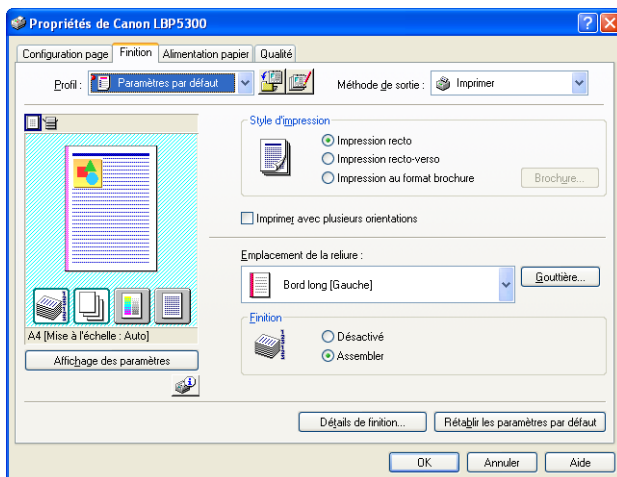 Propriétés de Canon LBP5300
Configuration page Finition Alimentation papier Qualité
Profil : Paramètres par défaut Méthode de sortie : Imprimer
Style d'impression
Impression recto
Impression recto-verso
Impression au format brochure Brochure...
Imprimer avec plusieurs orientations
Emplacement de la reliure :
Bord long [Gauche] Gouttière...
A4 [Mise à l'échelle : Auto]
Affichage des paramètres
Finition
Désactivé
Assembler
Détails de finition... Rétablir les paramètres par défaut
OK Annuler Aide